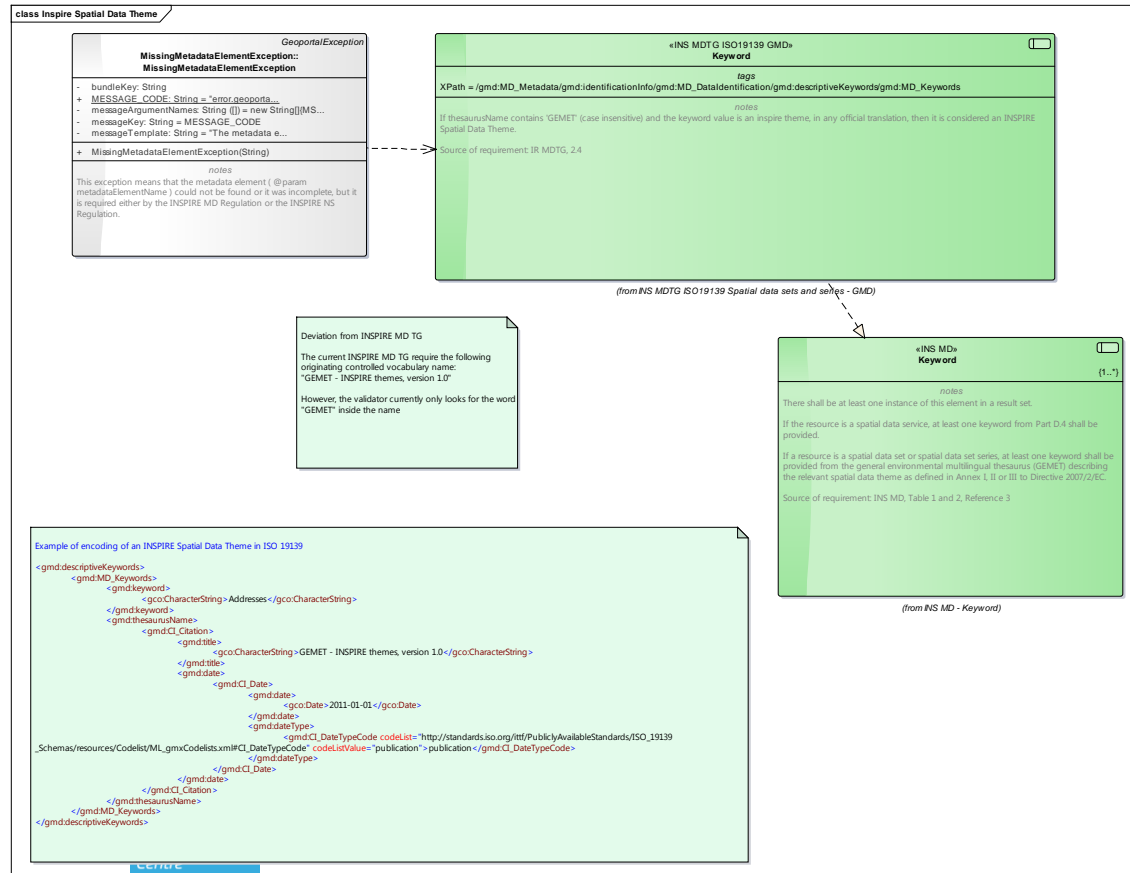 class Inspire Spatial Data Theme
GeoportalException
MissingMetadataElementException::
MissingMetadataElementException
- bundleKey: String
+ MESSAGE_CODE: String = "error.geoporta...
- messageArgumentNames: String ([]) = new String[]{MS...
- messageKey: String = MESSAGE_CODE
- messageTemplate: String = "The metadata e...
+ MissingMetadataElementException(String)
notes
This exception means that the metadata element ( @param
metadataElementName ) could not be found or it was incomplete, but it
is required either by the INSPIRE MD Regulation or the INSPIRE NS
Regulation.
«INS MDTG ISO19139 GMD»
Keyword
tags
XPath = /gmd:MD_Metadata/gmd:identificationInfo/gmd:MD_DataIdentification/gmd:descriptiveKeywords/gmd:MD_Keywords
notes
If thesaurusName contains 'GEMET' (case insensitive) and the keyword value is an inspire theme, in any official translation, then it is considered an INSPIRE
Spatial Data Theme.
Source of requirement: IR MDTG, 2.4
(from INS MDTG ISO19139 Spatial data sets and series - GMD)
Deviation from INSPIRE MD TG
The current INSPIRE MD TG require the following
originating controlled vocabulary name:
"GEMET - INSPIRE themes, version 1.0"
However, the validator currently only looks for the word
"GEMET" inside the name
«INS MD»
Keyword
{1..*}
notes
There shall be at least one instance of this element in a result set.
If the resource is a spatial data service, at least one keyword from Part D.4 shall be
provided.
If a resource is a spatial data set or spatial data set series, at least one keyword shall be
provided from the general environmental multilingual thesaurus (GEMET) describing
the relevant spatial data theme as defined in Annex I, II or III to Directive 2007/2/EC.
Source of requirement: INS MD, Table 1 and 2, Reference 3
(from INS MD - Keyword)
Example of encoding of an INSPIRE Spatial Data Theme in ISO 19139
<gmd:descriptiveKeywords>
<gmd:MD_Keywords>
<gmd:keyword>
<gco:CharacterString>Addresses</gco:CharacterString>
</gmd:keyword>
<gmd:thesaurusName>
<gmd:CI_Citation>
<gmd:title>
<gco:CharacterString>GEMET - INSPIRE themes, version 1.0</gco:CharacterString>
</gmd:title>
<gmd:date>
<gmd:CI_Date>
<gmd:date>
<gco:Date>2011-01-01</gco:Date>
</gmd:date>
<gmd:dateType>
<gmd:CI_DateTypeCode codeList="http://standards.iso.org/ittf/PubliclyAvailableStandards/ISO_19139
_Schemas/resources/Codelist/ML_gmxCodelists.xml#CI_DateTypeCode" codeListValue="publication">publication</gmd:CI_DateTypeCode>
</gmd:dateType>
</gmd:CI_Date>
</gmd:date>
</gmd:CI_Citation>
</gmd:thesaurusName>
</gmd:MD_Keywords>
</gmd:descriptiveKeywords>
Centre